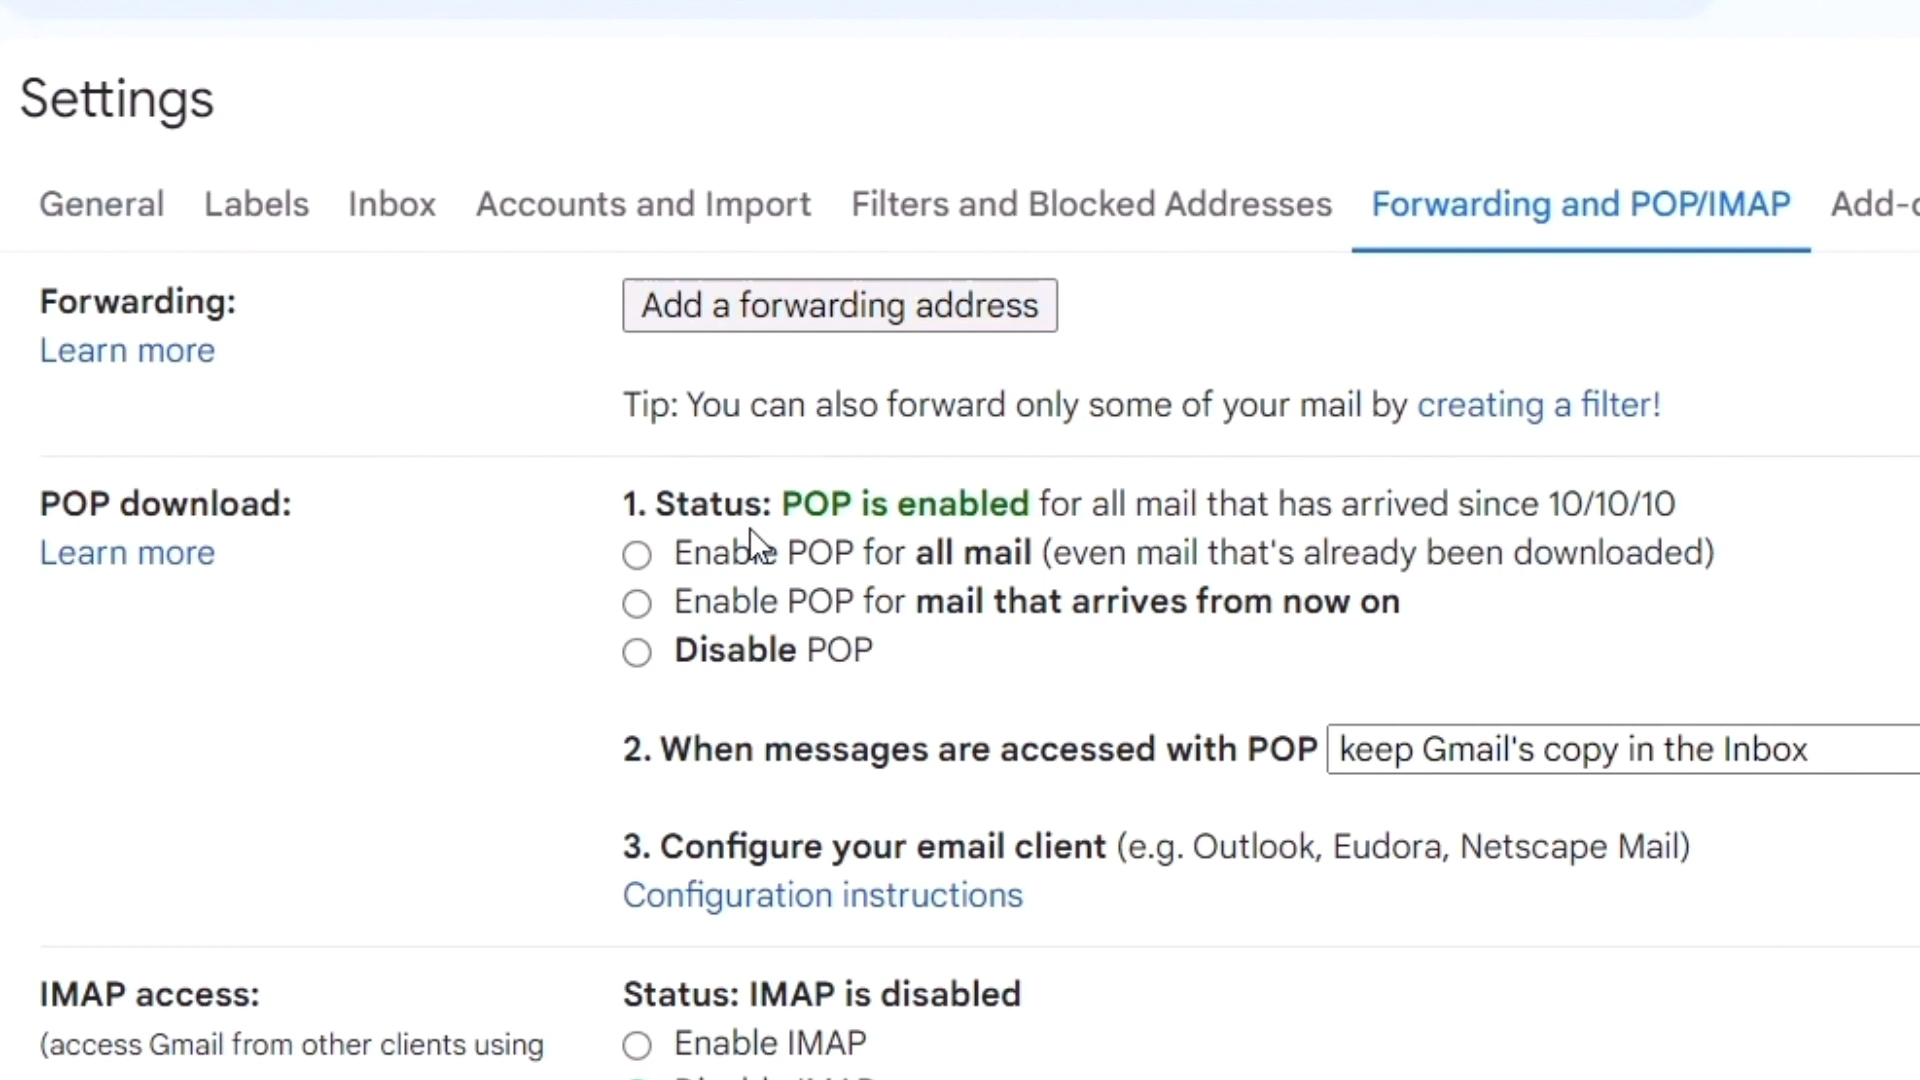 Settings
General Labels Inbox Accounts and Import Filters and Blocked Addresses Forwarding and POP/IMAP
Forwarding:
Learn more
Add a forwarding address
Tip: You can also forward only some of your mail by creating a filter!
POP download:
Learn more
1. Status: POP is enabled for all mail that has arrived since 10/10/10
Enable POP for all mail (even mail that's already been downloaded)
Enable POP for mail that arrives from now on
Disable POP
2. When messages are accessed with POP keep Gmail's copy in the Inbox
3. Configure your email client (e.g. Outlook, Eudora, Netscape Mail)
Configuration instructions
IMAP access:
(access Gmail from other clients using
Status: IMAP is disabled
Enable IMAP